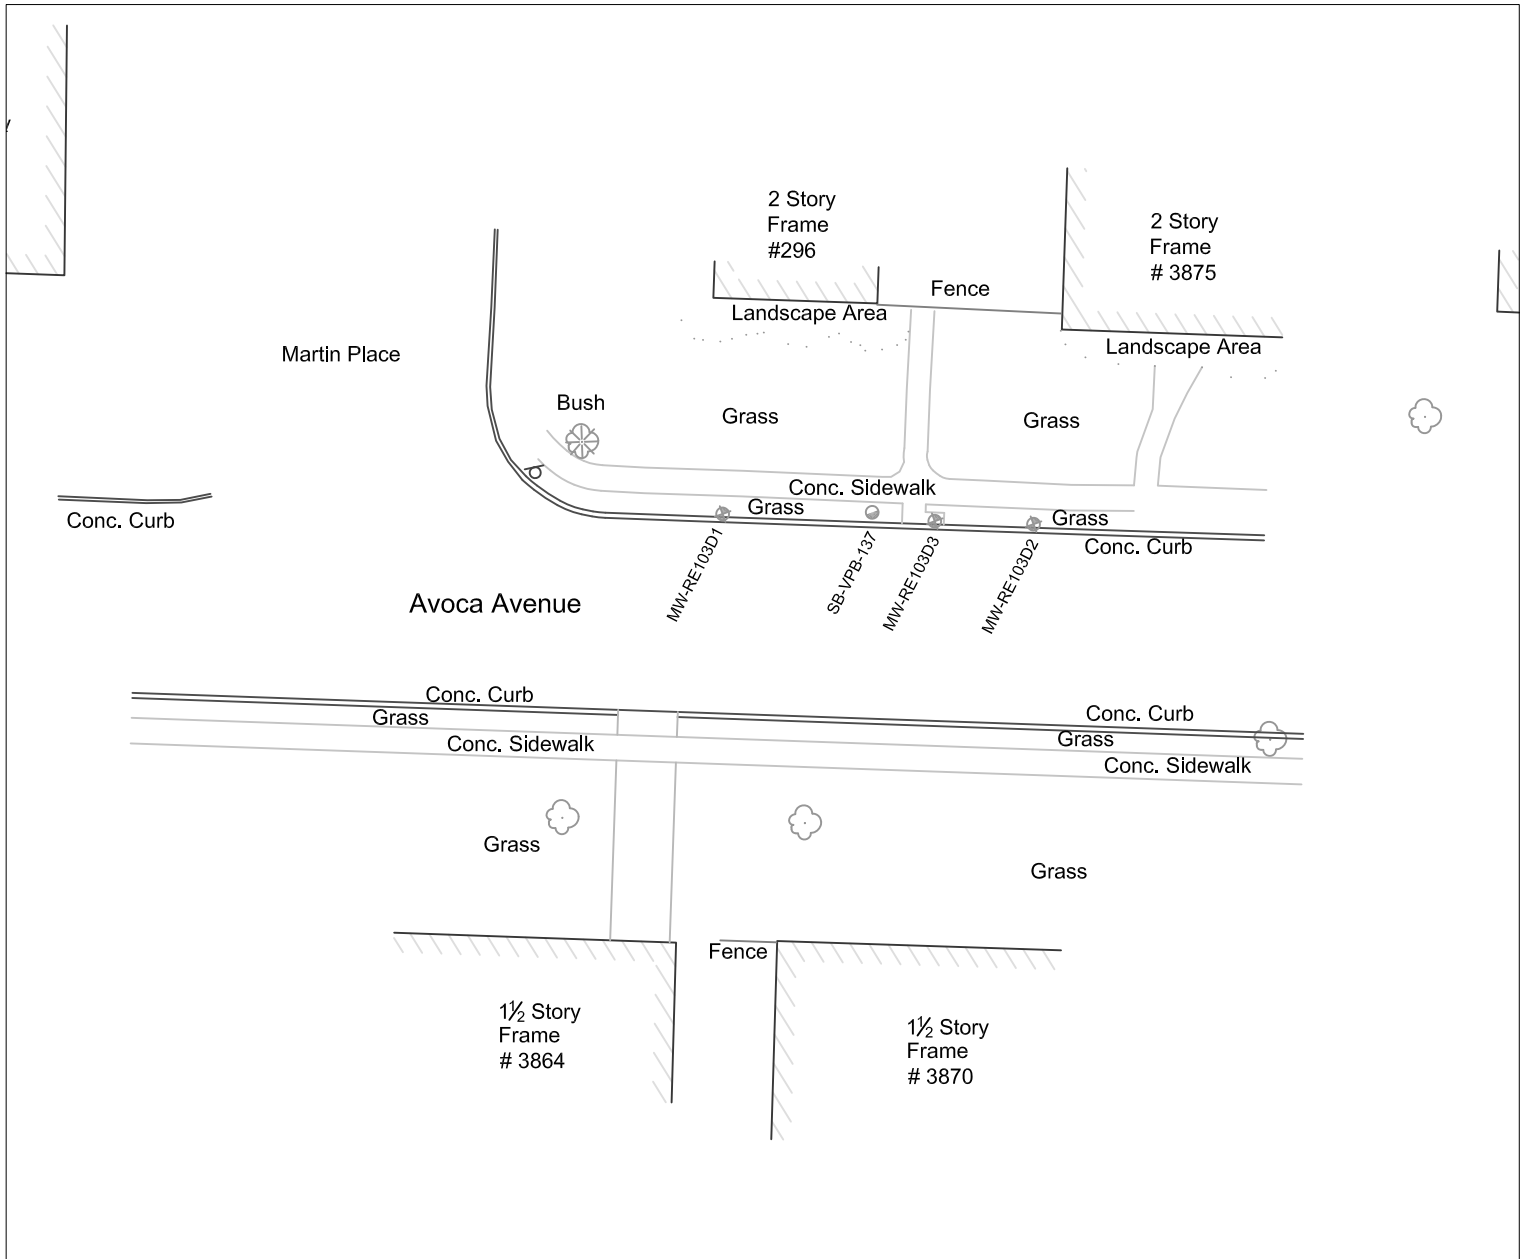 2 Story
Frame
#296
2 Story
Frame
# 3875
Fence
Landscape Area
Landscape Area
Martin Place
Bush
Grass
Grass
Conc. Sidewalk
Grass
Grass
Conc. Curb
Conc. Curb
MW-RE103D1
SB-VPB-137
MW-RE103D3
MW-RE103D2
Avoca Avenue
Conc. Curb
Grass
Conc. Sidewalk
Conc. Curb
Grass
Conc. Sidewalk
Grass
Grass
Fence
1½ Story
Frame
# 3864
1½ Story
Frame
# 3870